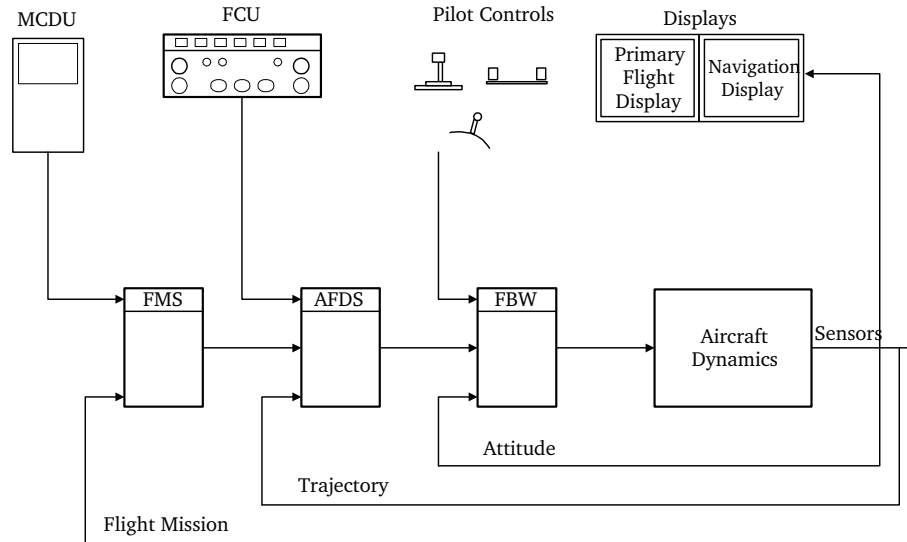 MCDU
FCU
Pilot Controls
Displays
Primary
Flight
Display
Navigation
Display
FMS
AFDS
FBW
Aircraft
Dynamics
Sensors
Attitude
Trajectory
Flight Mission